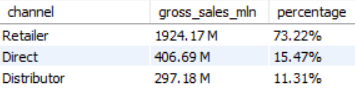 channel gross_sales_mln percentage
Retailer 1924.17 M 73.22%
Direct 406.69 M 15.47%
Distributor 297.18 M 11.31%